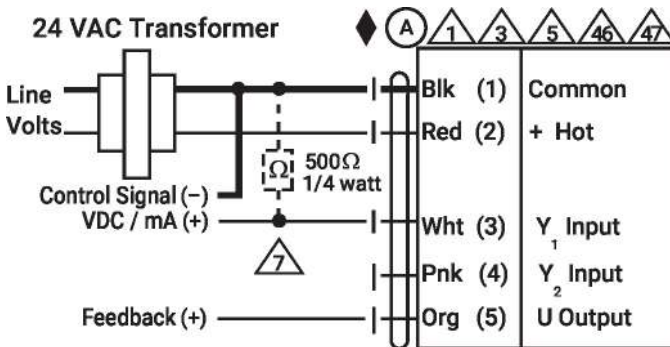 24 VAC Transformer
A 1 3 5 46 47
Line
Volts
Blk (1) Common
Red (2) + Hot
Ω 500Ω
1/4 watt
Control Signal (−)
VDC / mA (+)
7
Wht (3) Y₁ Input
Pnk (4) Y₂ Input
Feedback (+)
Org (5) U Output